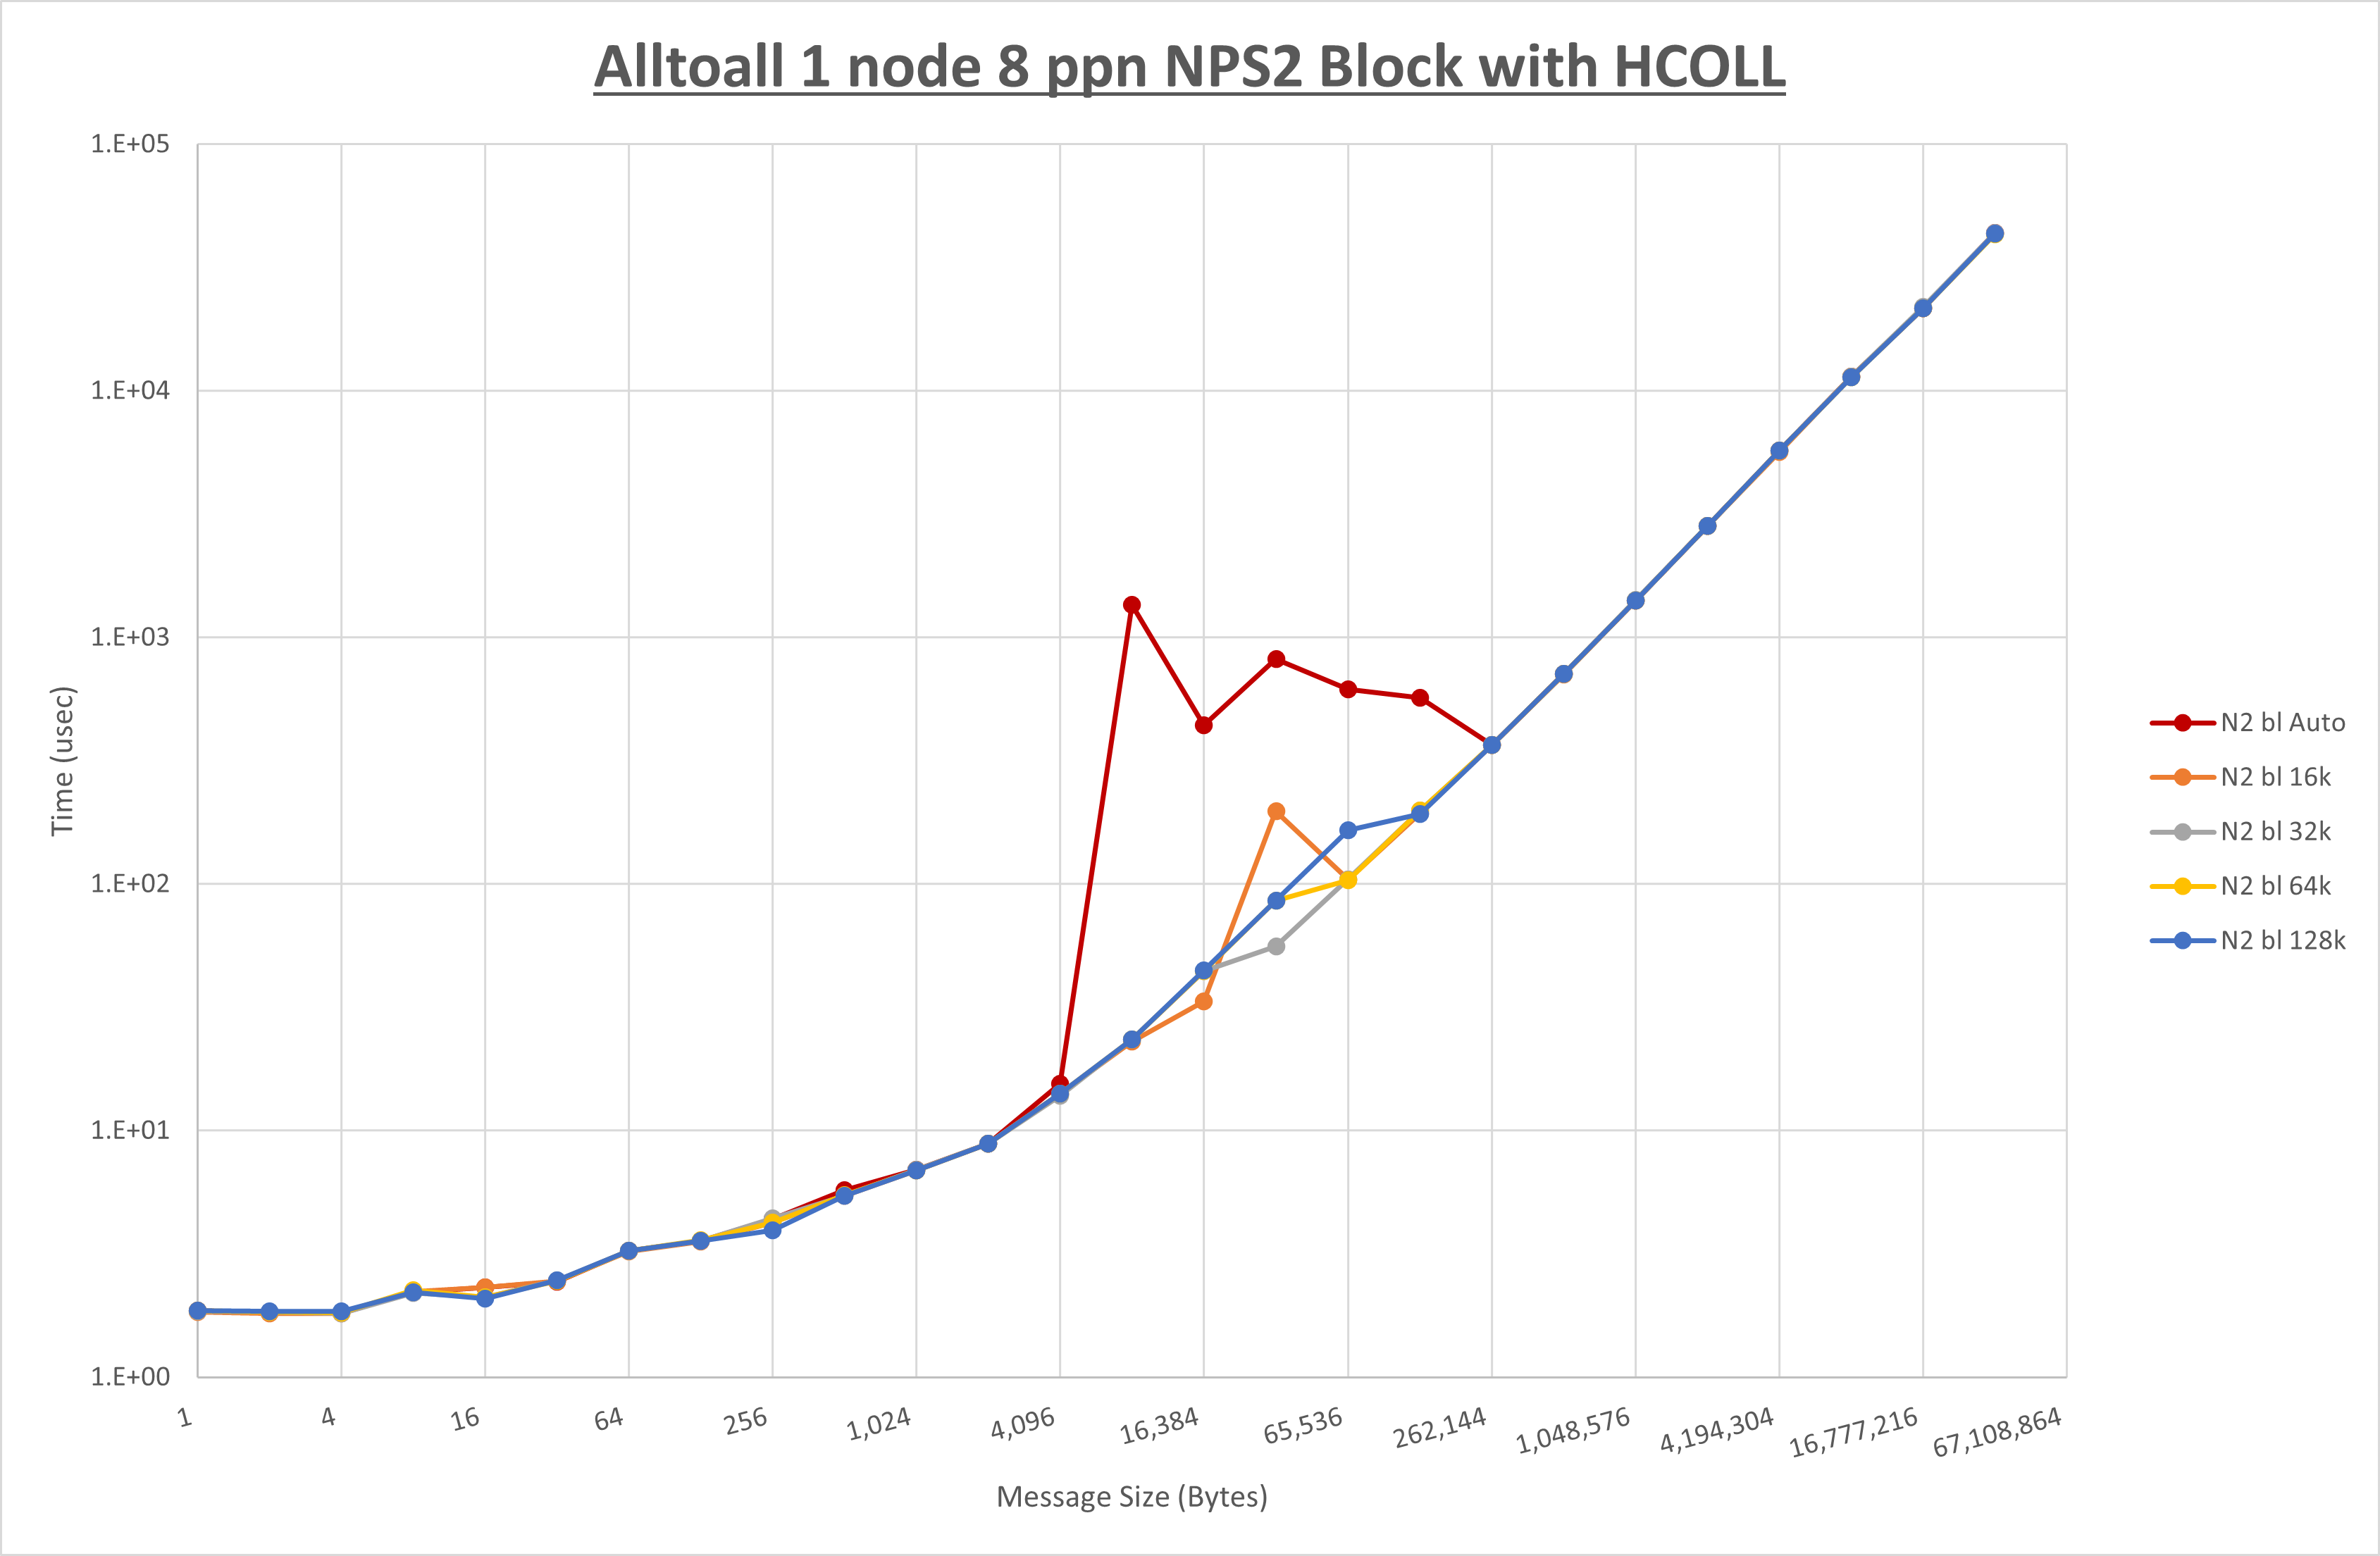 Alltoall 1 node 8 ppn NPS2 Block with HCOLL
1.E+05
1.E+04
1.E+03
1.E+02
1.E+01
1.E+00
Time (usec)
1
4
16
64
256
1,024
4,096
16,384
65,536
262,144
1,048,576
4,194,304
16,777,216
67,108,864
Message Size (Bytes)
N2 bl Auto
N2 bl 16k
N2 bl 32k
N2 bl 64k
N2 bl 128k